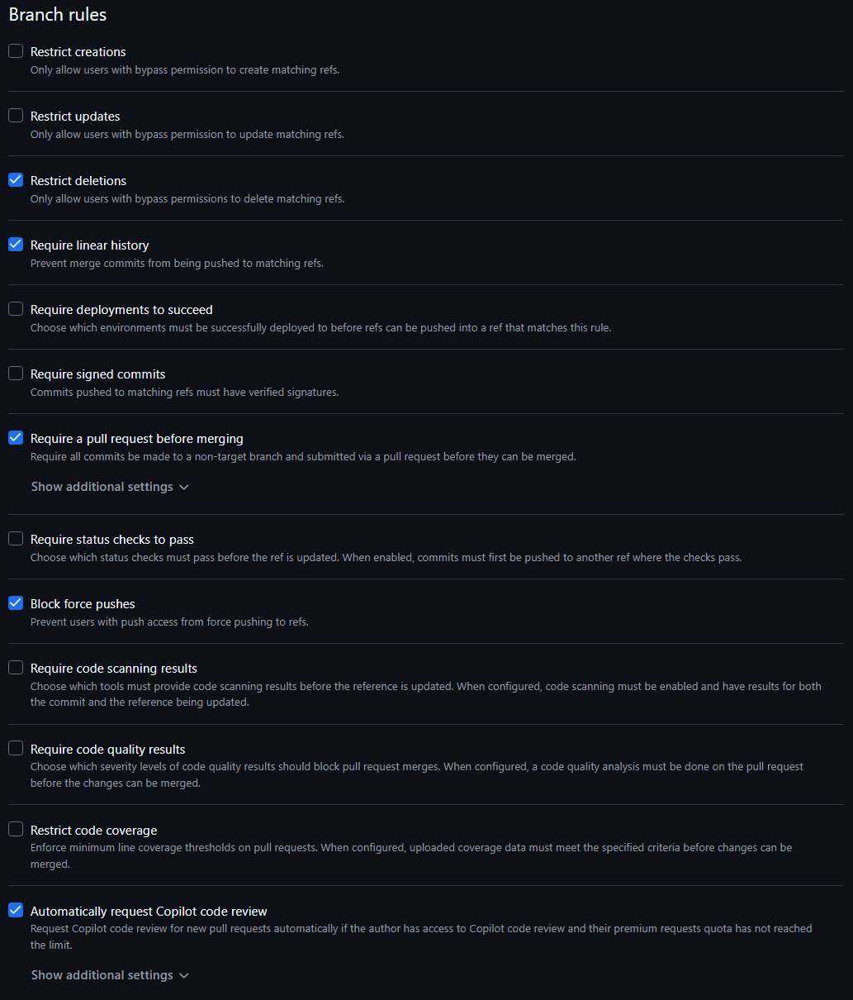 Branch rules
Restrict creations
Only allow users with bypass permission to create matching refs.
Restrict updates
Only allow users with bypass permission to update matching refs.
Restrict deletions
Only allow users with bypass permissions to delete matching refs.
Require linear history
Prevent merge commits from being pushed to matching refs.
Require deployments to succeed
Choose which environments must be successfully deployed to before refs can be pushed into a ref that matches this rule.
Require signed commits
Commits pushed to matching refs must have verified signatures.
Require a pull request before merging
Require all commits be made to a non-target branch and submitted via a pull request before they can be merged.
Show additional settings
Require status checks to pass
Choose which status checks must pass before the ref is updated. When enabled, commits must first be pushed to another ref where the checks pass.
Block force pushes
Prevent users with push access from force pushing to refs.
Require code scanning results
Choose which tools must provide code scanning results before the reference is updated. When configured, code scanning must be enabled and have results for both
the commit and the reference being updated.
Require code quality results
Choose which severity levels of code quality results should block pull request merges. When configured, a code quality analysis must be done on the pull request
before the changes can be merged.
Restrict code coverage
Enforce minimum line coverage thresholds on pull requests. When configured, uploaded coverage data must meet the specified criteria before changes can be
merged.
Automatically request Copilot code review
Request Copilot code review for new pull requests automatically if the author has access to Copilot code review and their premium requests quota has not reached
the limit.
Show additional settings